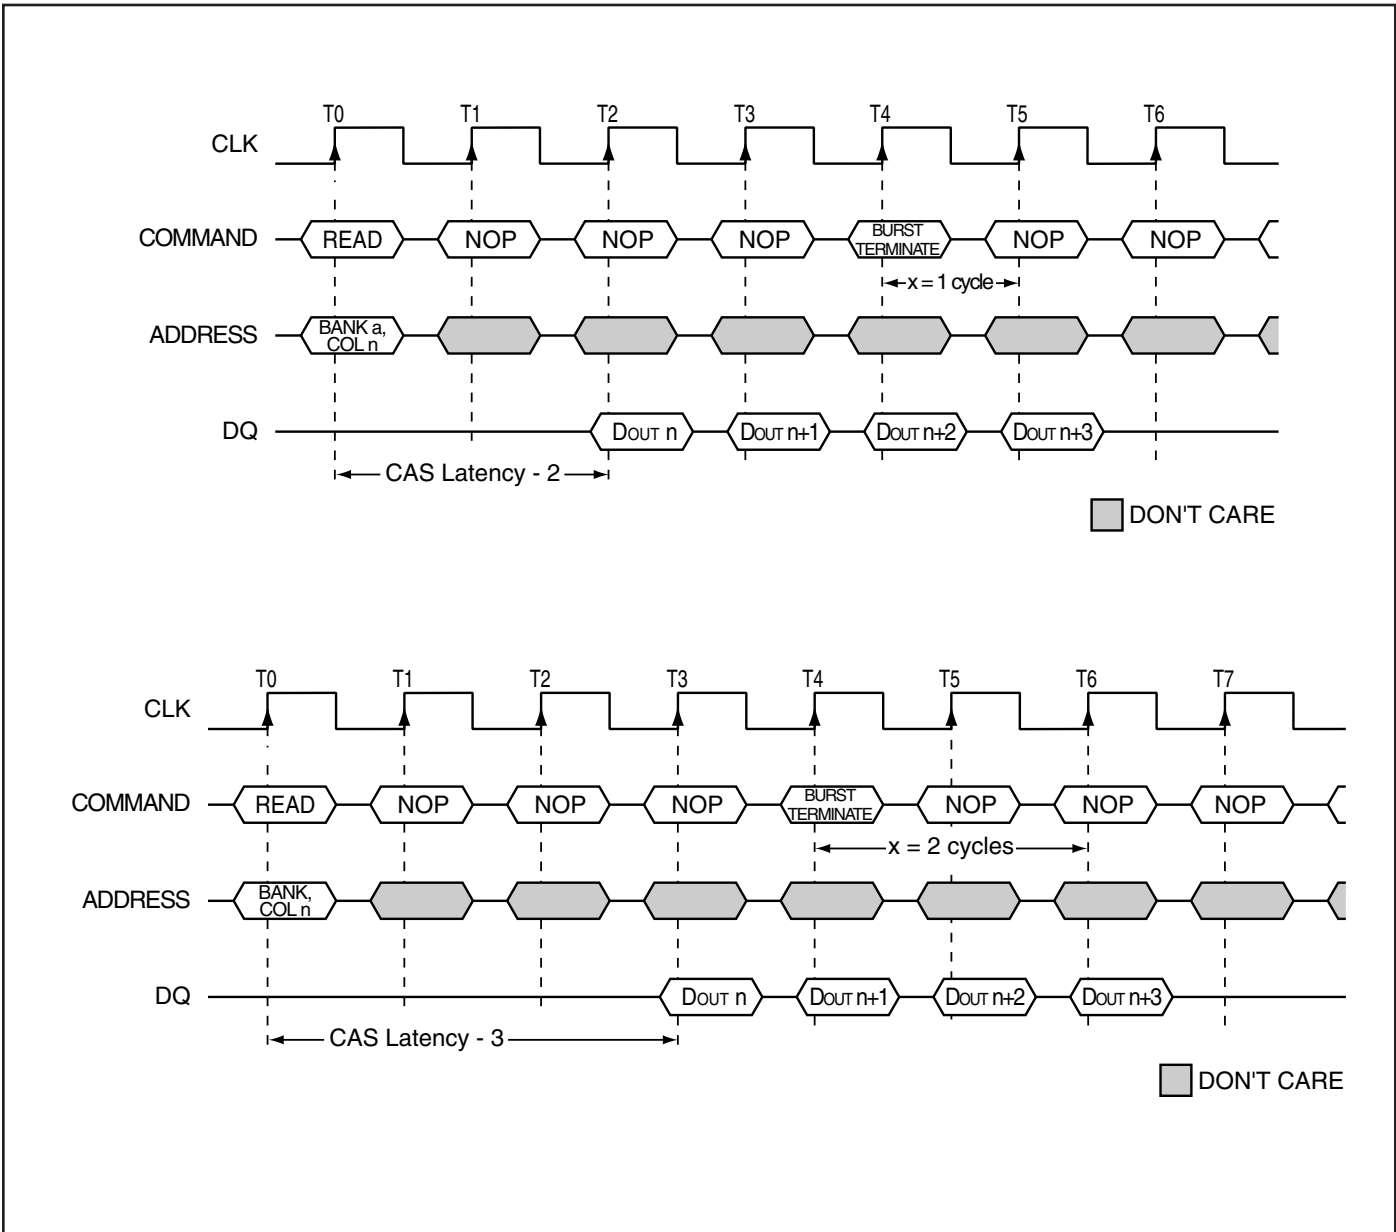 T0 T1 T2 T3 T4 T5 T6
CLK
COMMAND READ NOP NOP NOP BURST TERMINATE NOP NOP
x = 1 cycle
ADDRESS BANK a, COL n
DQ DOUT n DOUT n+1 DOUT n+2 DOUT n+3
CAS Latency - 2
DON'T CARE
T0 T1 T2 T3 T4 T5 T6 T7
CLK
COMMAND READ NOP NOP NOP BURST TERMINATE NOP NOP NOP
x = 2 cycles
ADDRESS BANK, COL n
DQ DOUT n DOUT n+1 DOUT n+2 DOUT n+3
CAS Latency - 3
DON'T CARE